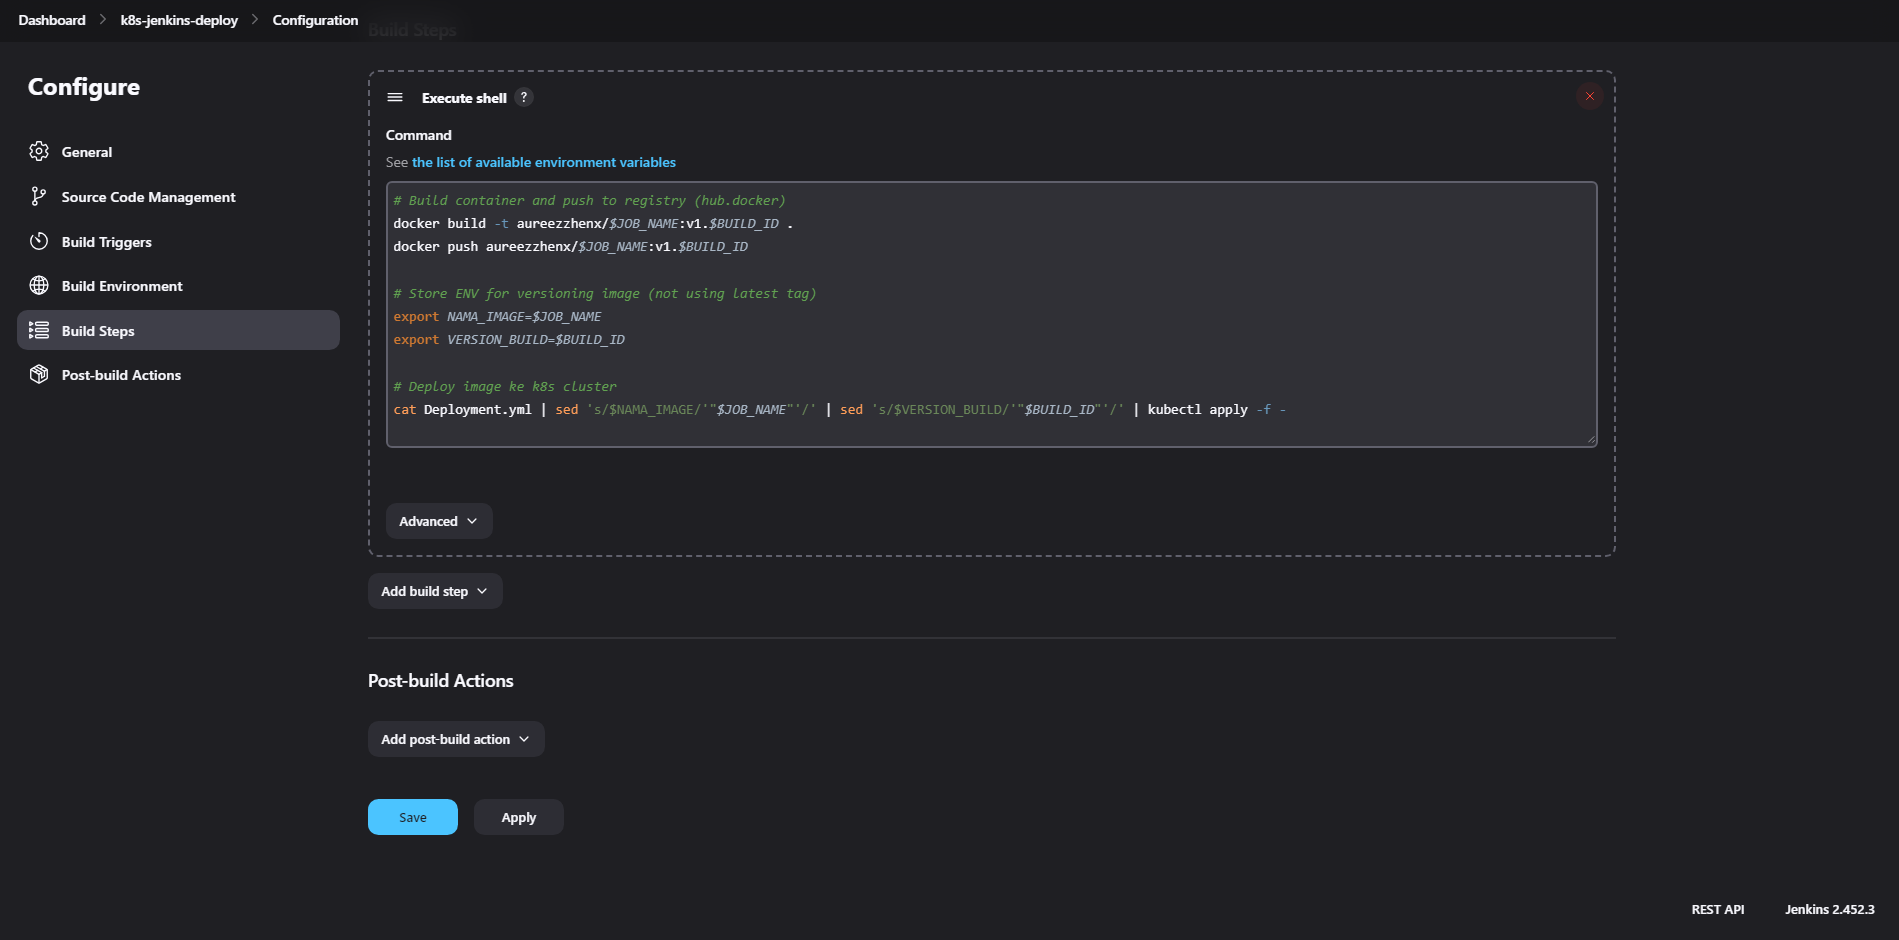 Dashboard > k8s-jenkins-deploy > Configuration
Build Steps
Configure
General
Source Code Management
Build Triggers
Build Environment
Build Steps
Post-build Actions
Execute shell ?
Command
See the list of available environment variables
# Build container and push to registry (hub.docker)
docker build -t aureezzhenx/$JOB_NAME:v1.$BUILD_ID .
docker push aureezzhenx/$JOB_NAME:v1.$BUILD_ID
# Store ENV for versioning image (not using latest tag)
export NAMA_IMAGE=$JOB_NAME
export VERSION_BUILD=$BUILD_ID
# Deploy image ke k8s cluster
cat Deployment.yml | sed 's/$NAMA_IMAGE/'"$JOB_NAME"'/' | sed 's/$VERSION_BUILD/'"$BUILD_ID"'/' | kubectl apply -f -
Advanced
Add build step
Post-build Actions
Add post-build action
Save
Apply
REST API
Jenkins 2.452.3